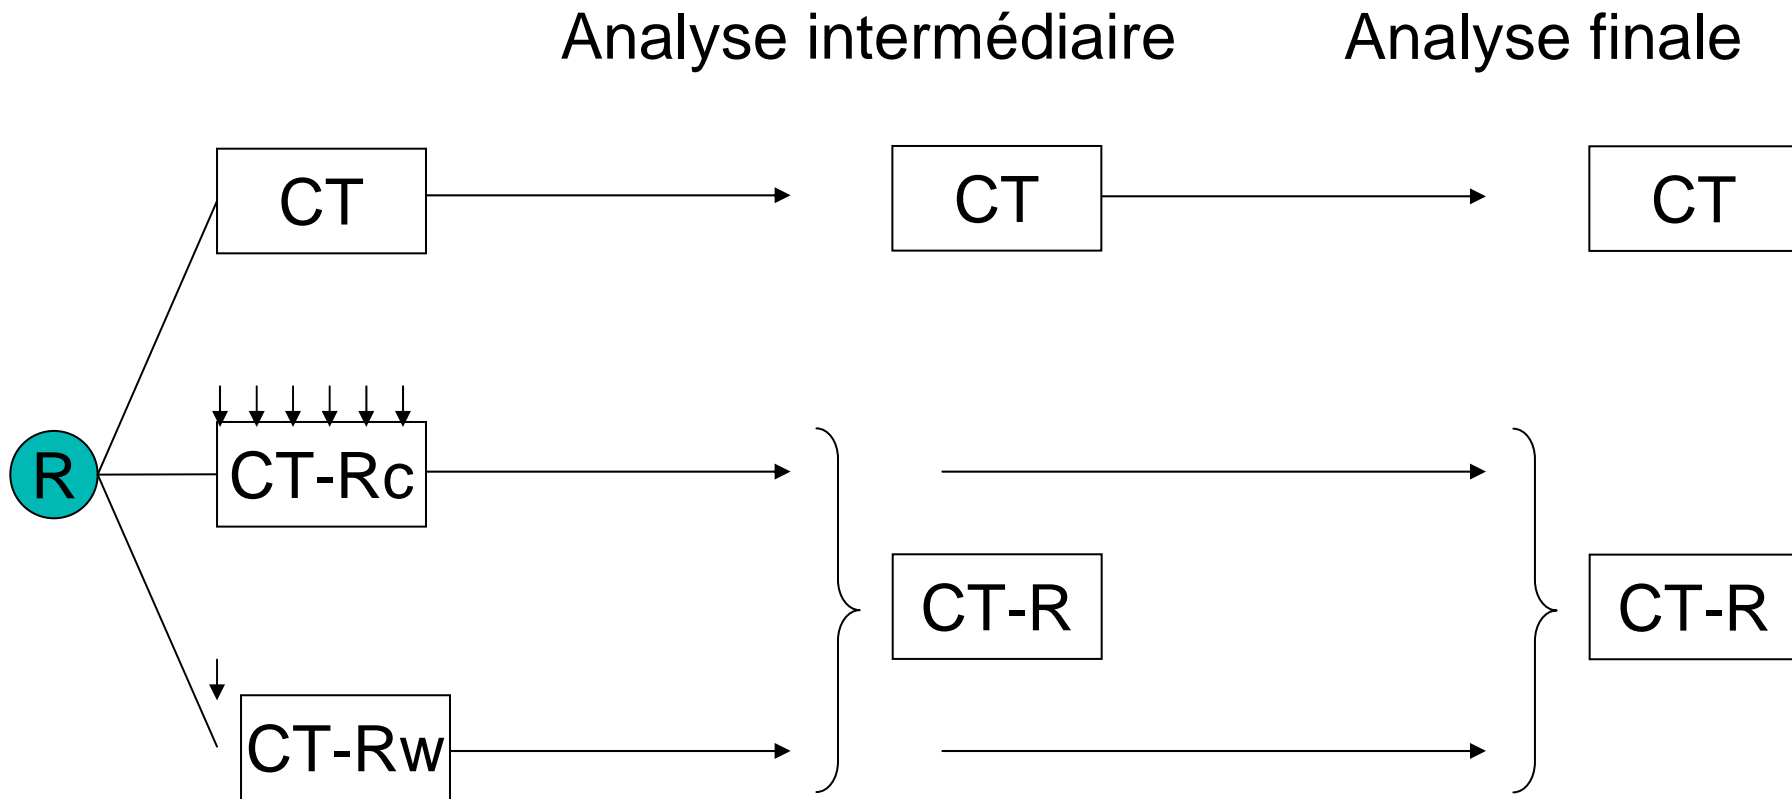 Analyse intermédiaire
Analyse finale
CT
CT
CT
R
CT-Rc
CT-R
CT-R
CT-Rw